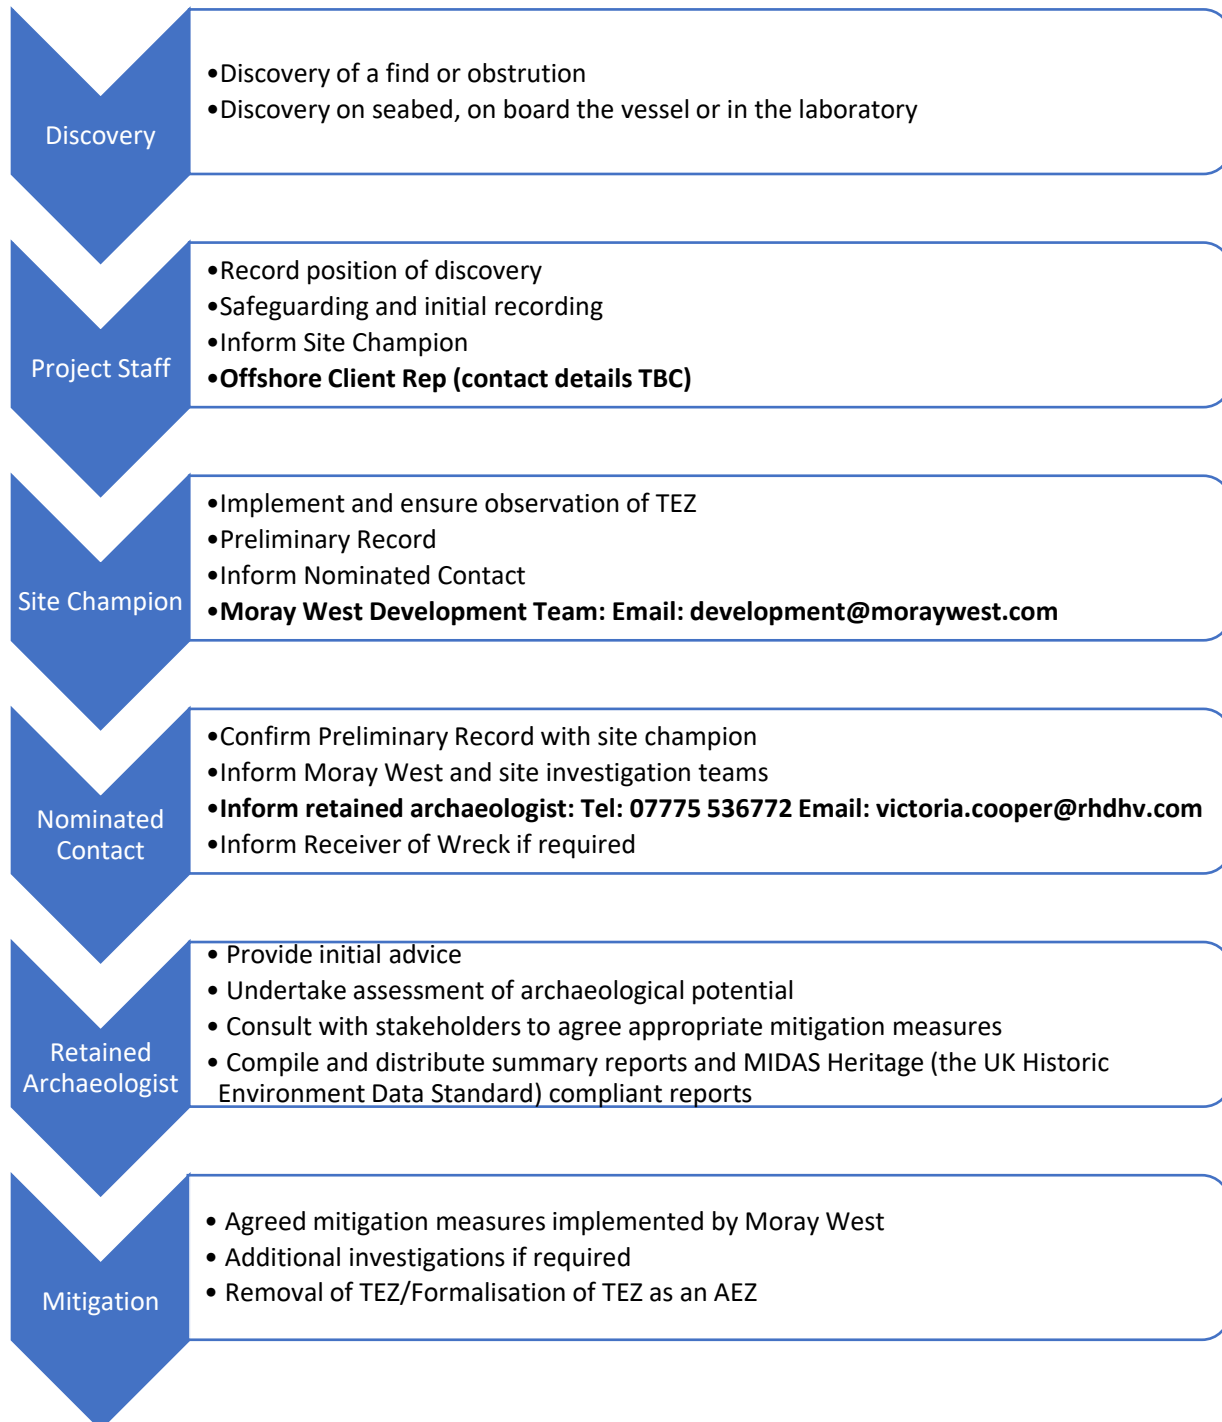 Discovery
•Discovery of a find or obstrution
•Discovery on seabed, on board the vessel or in the laboratory
Project Staff
•Record position of discovery
•Safeguarding and initial recording
•Inform Site Champion
•Offshore Client Rep (contact details TBC)
Site Champion
•Implement and ensure observation of TEZ
•Preliminary Record
•Inform Nominated Contact
•Moray West Development Team: Email: development@moraywest.com
Nominated
Contact
•Confirm Preliminary Record with site champion
•Inform Moray West and site investigation teams
•Inform retained archaeologist: Tel: 07775 536772 Email: victoria.cooper@rhdhv.com
•Inform Receiver of Wreck if required
Retained
Archaeologist
• Provide initial advice
• Undertake assessment of archaeological potential
• Consult with stakeholders to agree appropriate mitigation measures
• Compile and distribute summary reports and MIDAS Heritage (the UK Historic
Environment Data Standard) compliant reports
Mitigation
• Agreed mitigation measures implemented by Moray West
• Additional investigations if required
• Removal of TEZ/Formalisation of TEZ as an AEZ